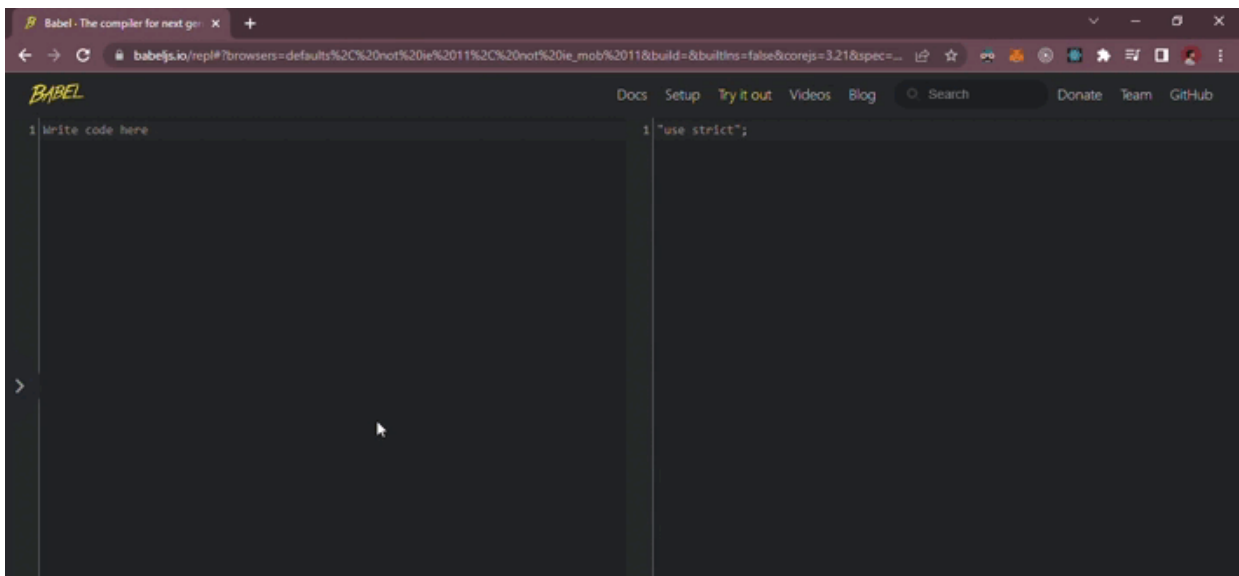 Babel · The compiler for next gen
babeljs.io/repl#?browsers=defaults%2C%20not%20ie%2011%2C%20not%20ie_mob%2011&build=&builtIns=false&corejs=3.21&spec=...
BABEL
Docs Setup Try it out Videos Blog Search Donate Team GitHub
1 Write code here
1 "use strict";